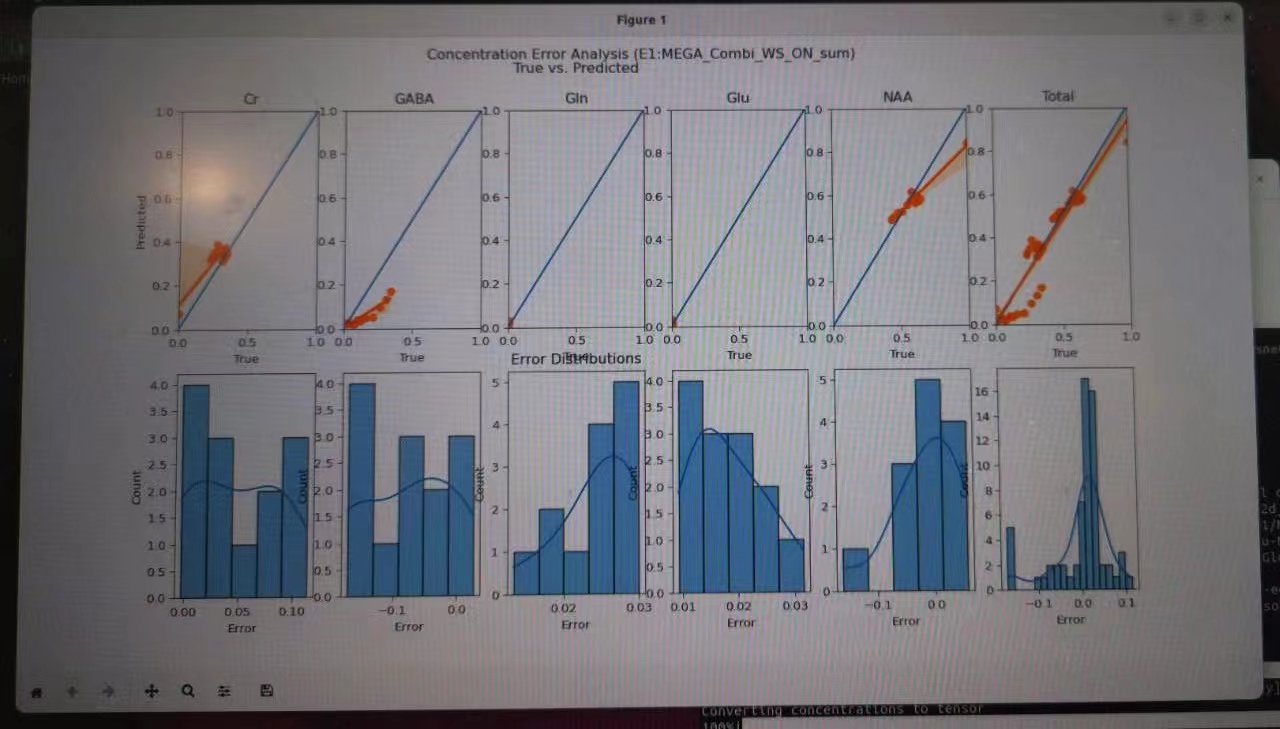 Figure 1
Concentration Error Analysis (E1:MEGA_Combi_WS_ON_sum)
True vs. Predicted
Cr GABA Gln Glu NAA Total
1.0 1.0 1.0 1.0 1.0 1.0
0.8 0.8 0.8 0.8 0.8 0.8
0.6 0.6 0.6 0.6 0.6 0.6
0.4 0.4 0.4 0.4 0.4 0.4
0.2 0.2 0.2 0.2 0.2 0.2
0.0 0.0 0.0 0.0 0.0 0.0
Predicted
0.0 0.5 1.0 0.0 0.5 1.0 0.0 0.5 1.0 0.0 0.5 1.0 0.0 0.5 1.0 0.0 0.5 1.0
True True True True True True
Error Distributions
4.0 3.5 3.0 2.5 2.0 1.5 1.0 0.5 0.0
Count
0.00 0.05 0.10
Error
4.0 3.5 3.0 2.5 2.0 1.5 1.0 0.5 0.0
Count
−0.1 0.0
Error
5 4 3 2 1 0
Count
0.02 0.03
Error
4.0 3.5 3.0 2.5 2.0 1.5 1.0 0.5 0.0
Count
0.01 0.02 0.03
Error
5 4 3 2 1 0
Count
−0.1 0.0
Error
16 14 12 10 8 6 4 2 0
Count
−0.1 0.0 0.1
Error
Converting concentrations to tensor
100%|